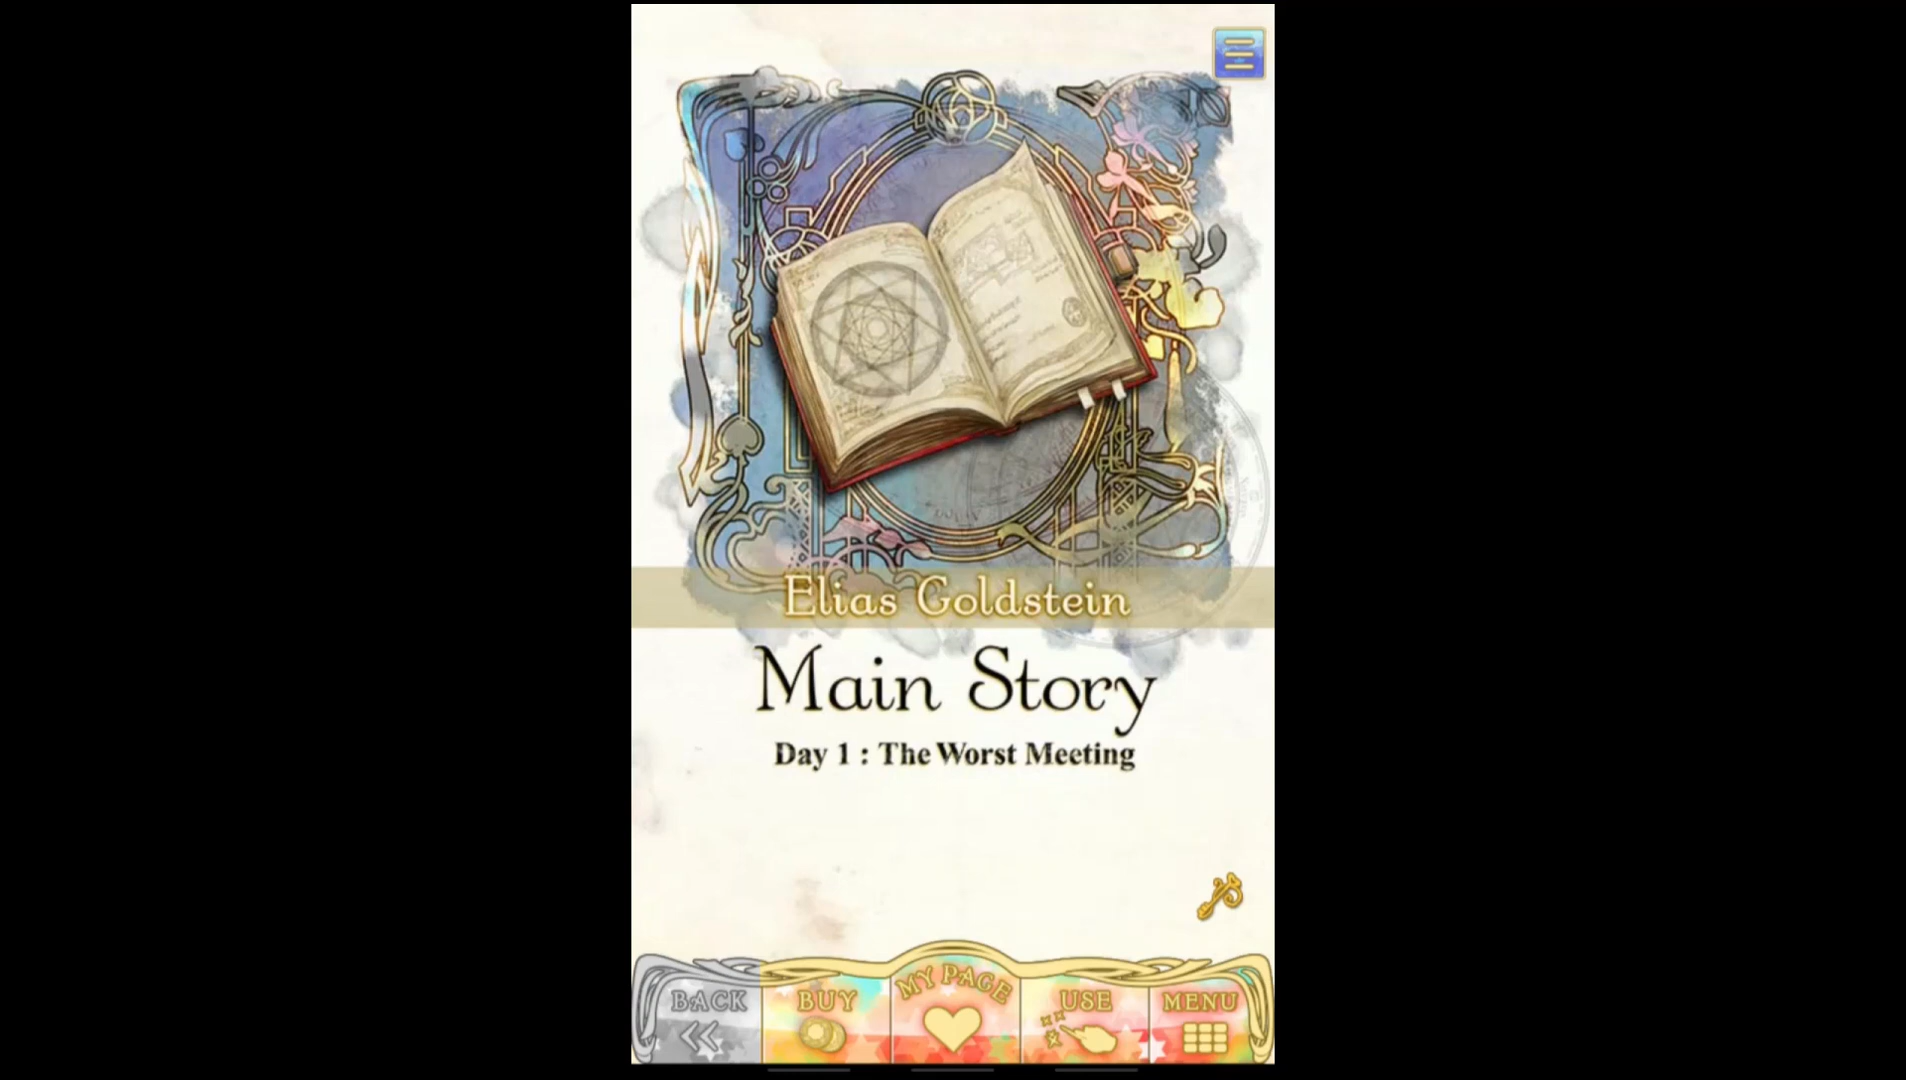 Elias Goldstein
Main Story
Day 1 : The Worst Meeting
BACK
BUY
MY PAGE
USE
MENU